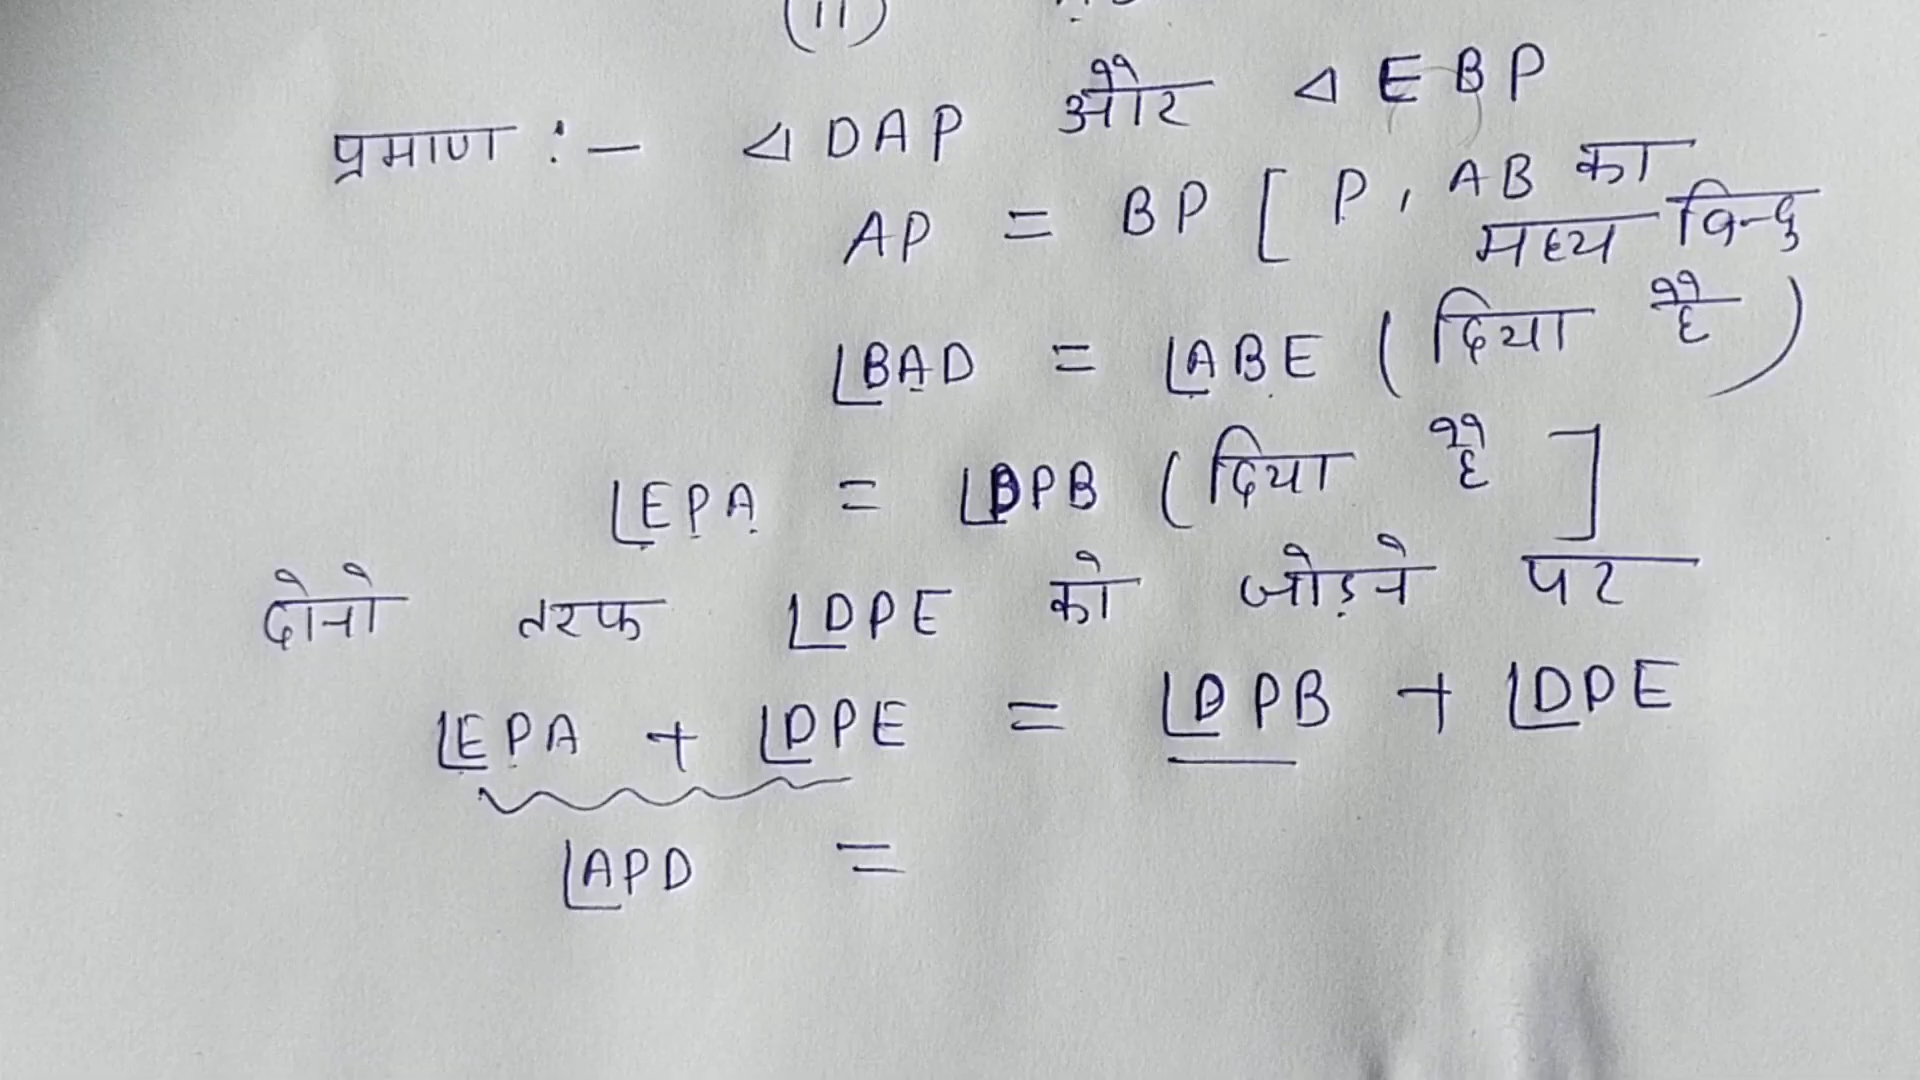 (ii)
प्रमाण :- △ DAP और △ EBP
AP = BP [ P, AB का
मध्य विन्दु
∠BAD = ∠ABE (दिया है)
∠EPA = ∠DPB (दिया है ]
दोनो तरफ ∠DPE को जोड़ने पर
∠EPA + ∠DPE = ∠DPB + ∠DPE
∠APD =